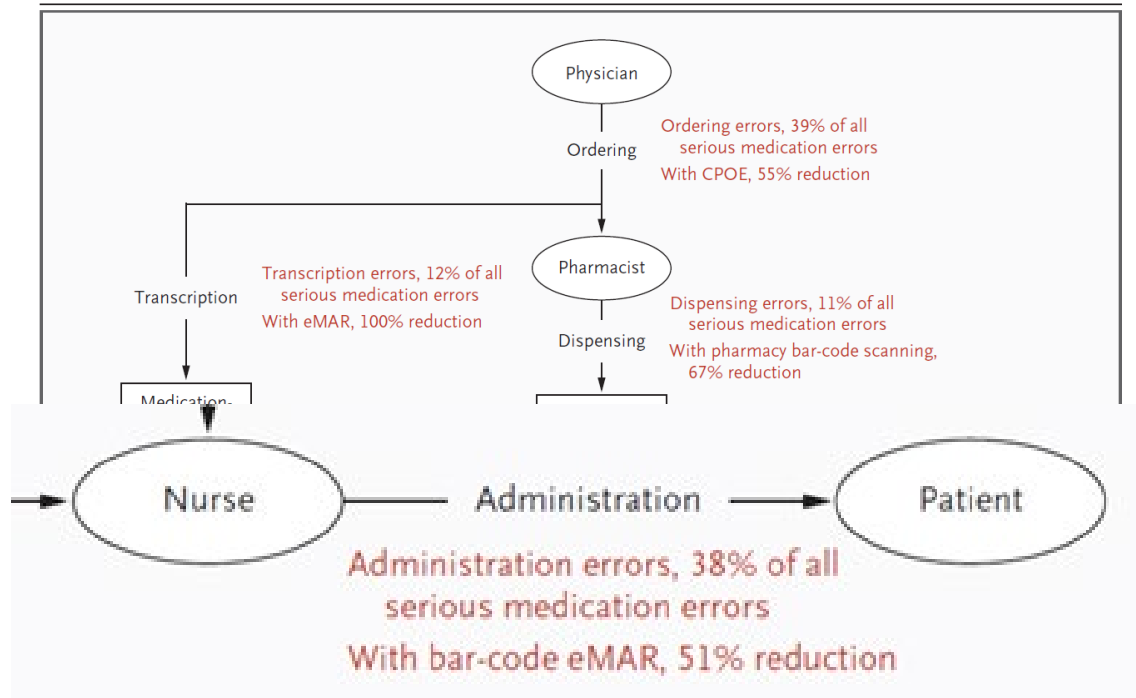 Physician
Ordering
Ordering errors, 39% of all
serious medication errors
With CPOE, 55% reduction
Pharmacist
Transcription
Transcription errors, 12% of all
serious medication errors
With eMAR, 100% reduction
Dispensing
Dispensing errors, 11% of all
serious medication errors
With pharmacy bar-code scanning,
67% reduction
Medication-
Nurse
Administration
Patient
Administration errors, 38% of all
serious medication errors
With bar-code eMAR, 51% reduction